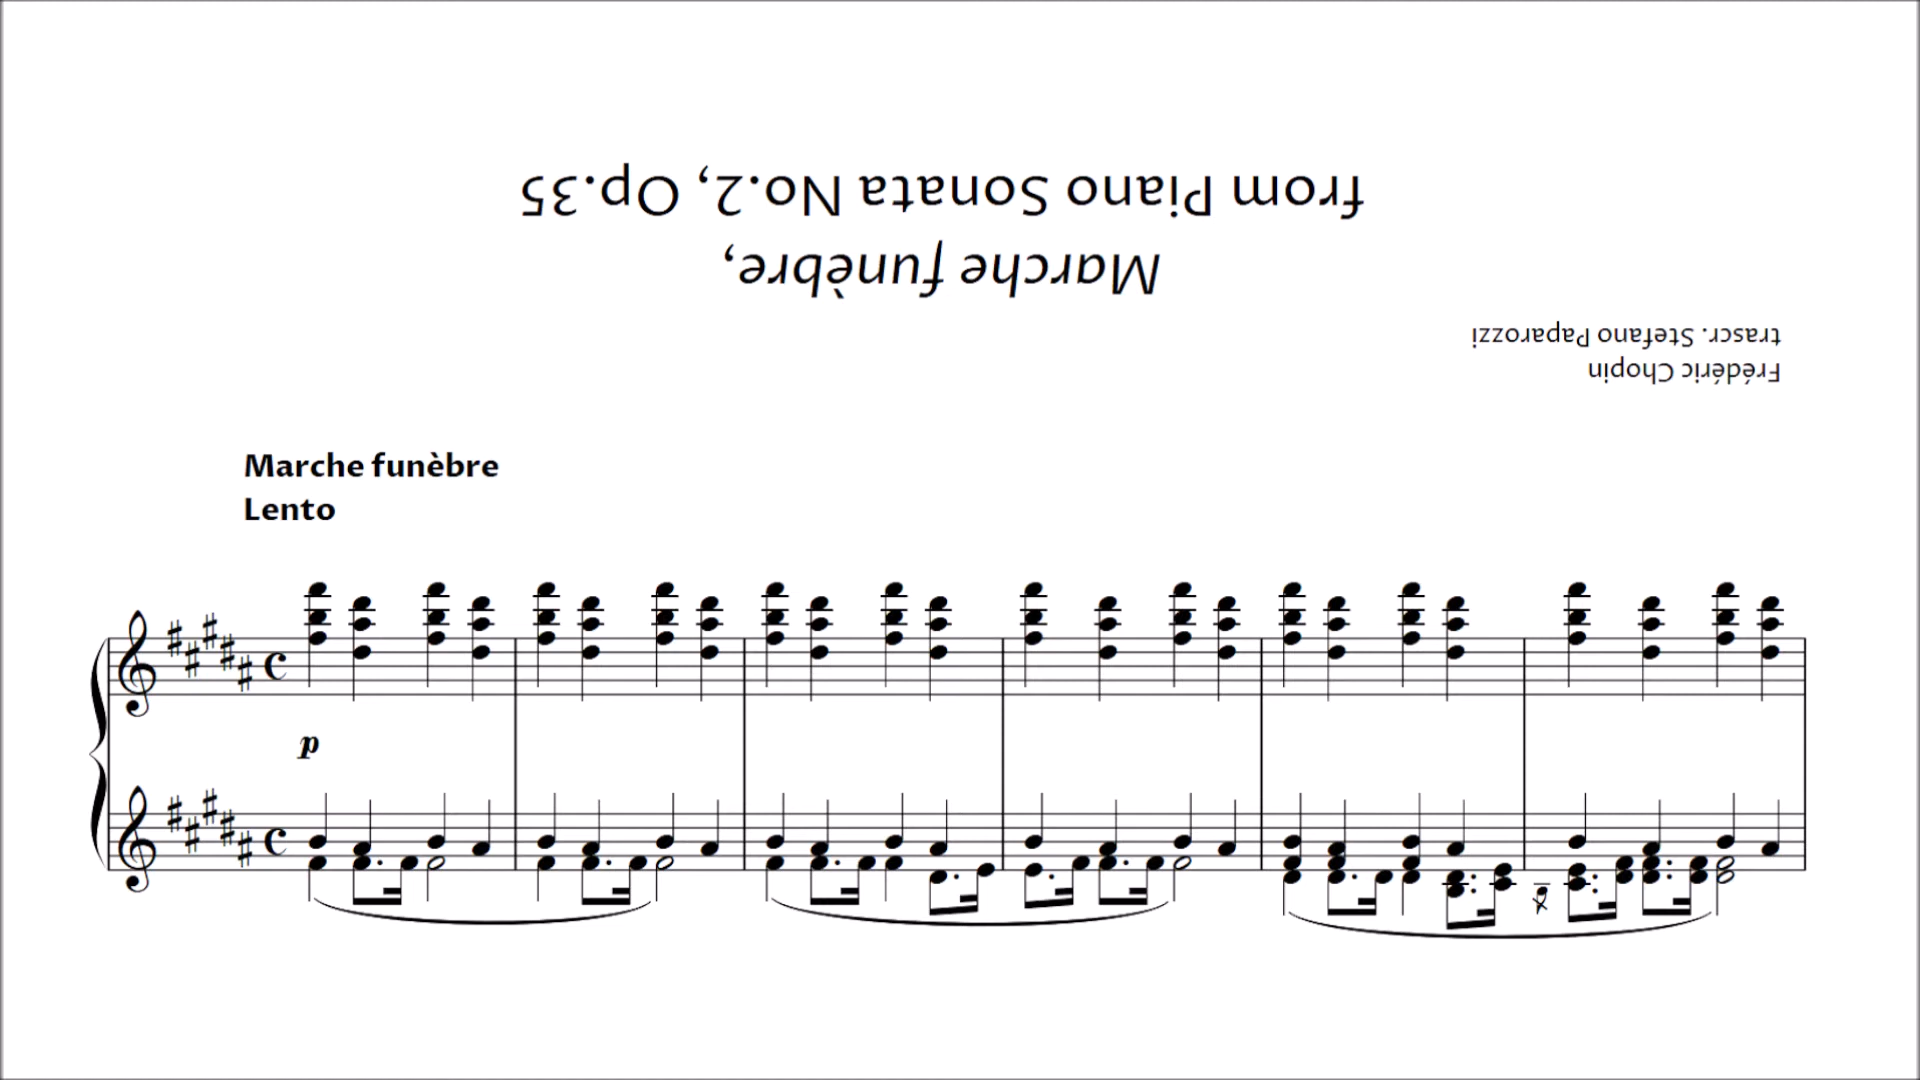 from Piano Sonata No.2, Op.35
Marche funèbre,
trascr. Stefano Paparozzi
Frédéric Chopin
Marche funèbre
Lento
p